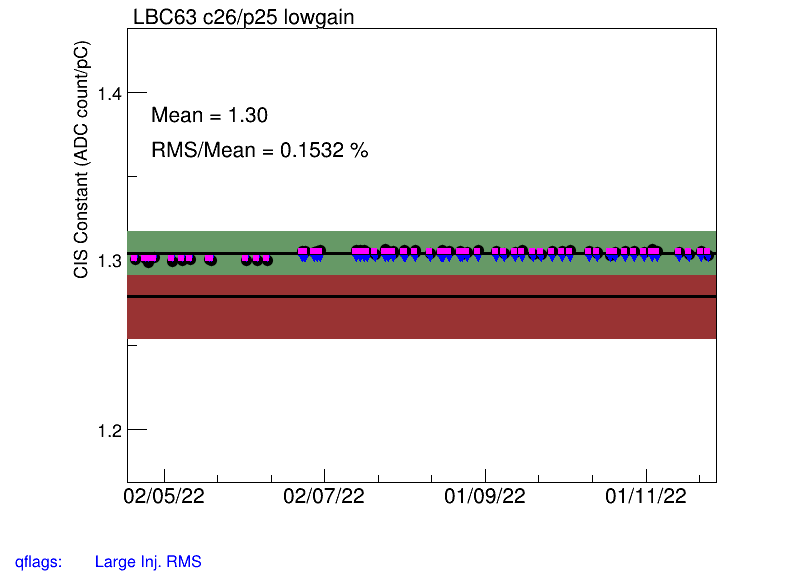 LBC63 c26/p25 lowgain
CIS Constant (ADC count/pC)
1.4
Mean = 1.30
RMS/Mean = 0.1532 %
1.3
1.2
02/05/22 02/07/22 01/09/22 01/11/22
qflags: Large Inj. RMS